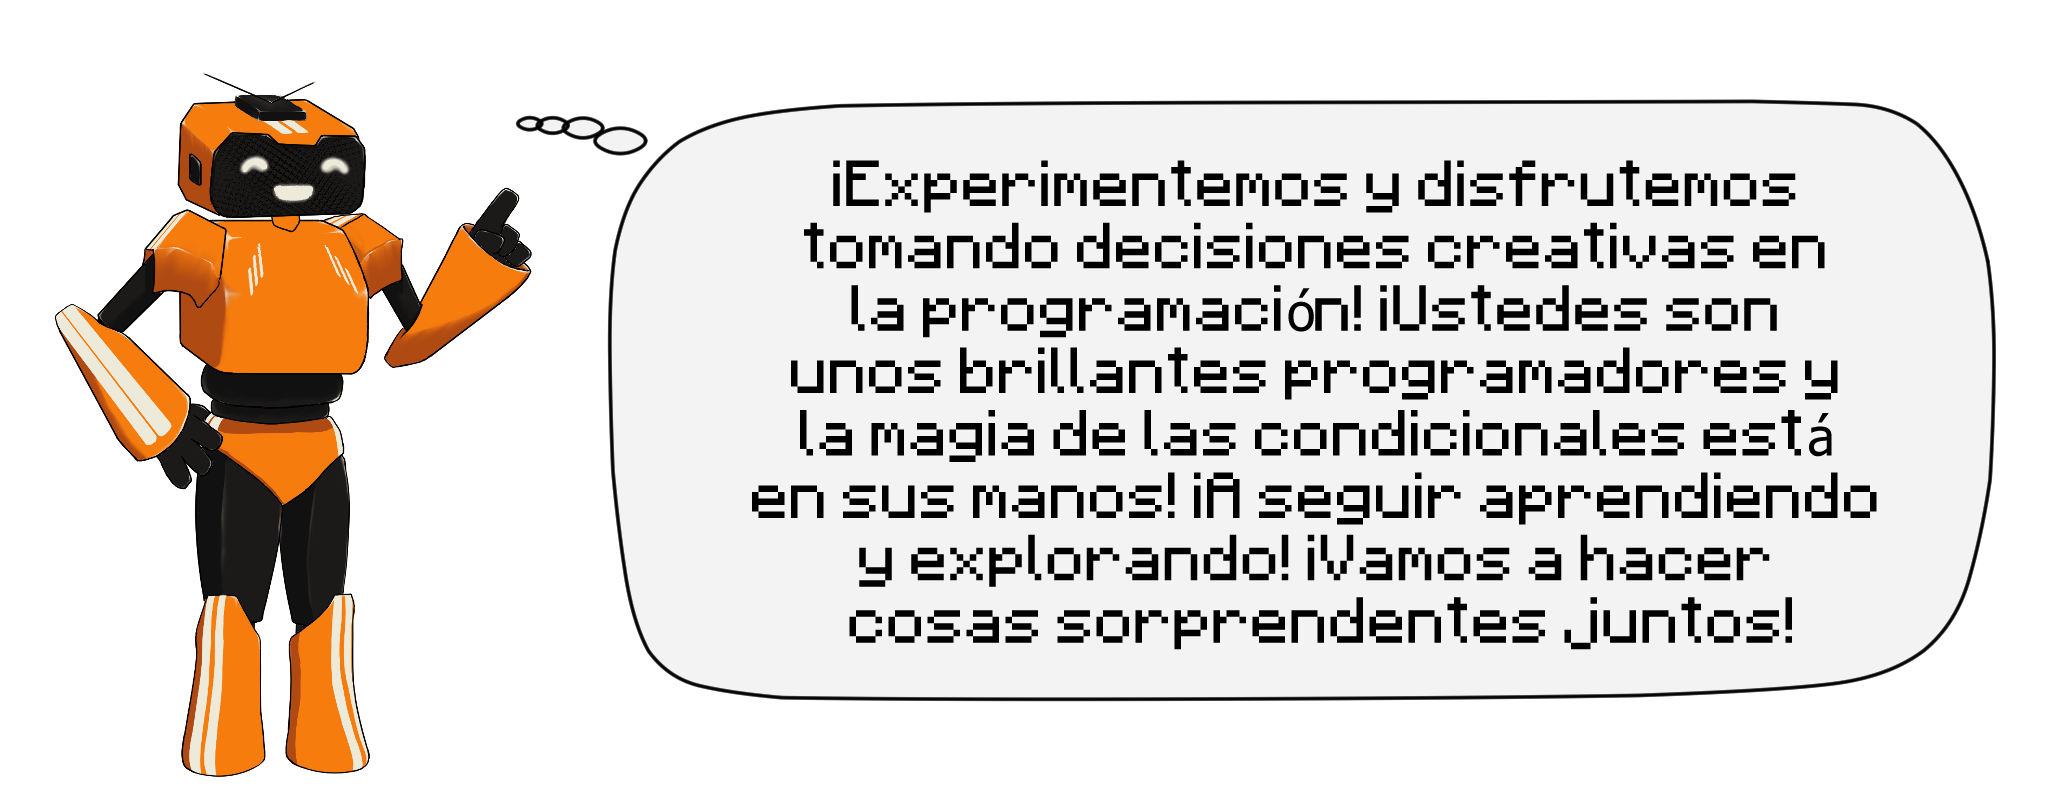 ¡Experimentemos y disfrutemos
tomando decisiones creativas en
la programación! ¡Ustedes son
unos brillantes programadores y
la magia de las condicionales está
en sus manos! ¡A seguir aprendiendo
y explorando! ¡Vamos a hacer
cosas sorprendentes juntos!